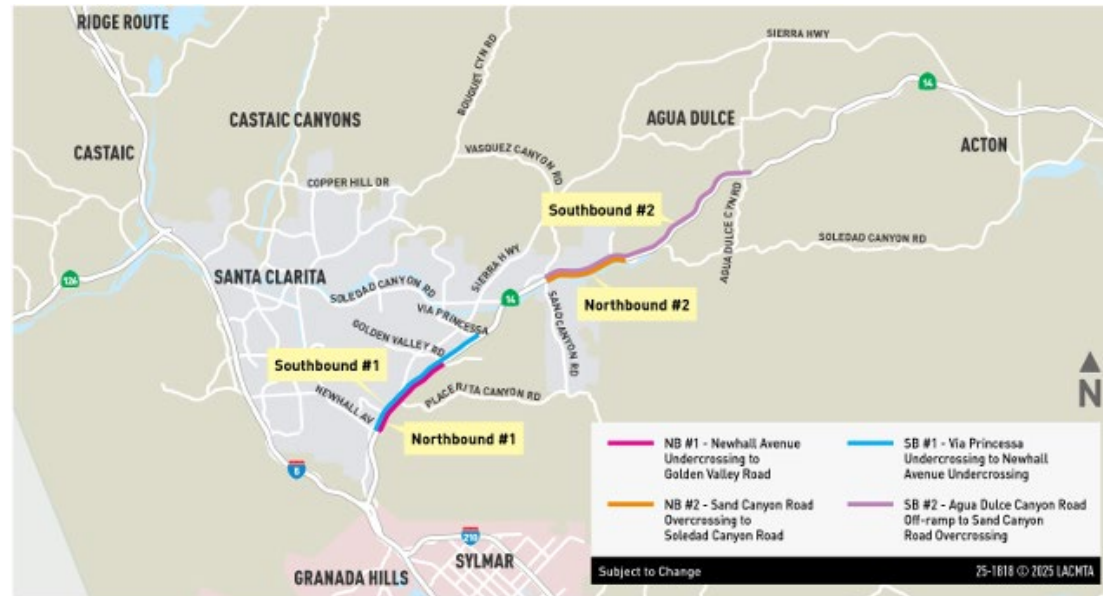 RIDGE ROUTE
SIERRA HWY
BOUQUET CYN RD
14
CASTAIC CANYONS
AGUA DULCE
CASTAIC
VASQUEZ CANYON RD
ACTON
COPPER HILL DR
Southbound #2
AGUA DULCE CYN RD
SOLEDAD CANYON RD
126
SANTA CLARITA
SIERRA HWY
SOLEDAD CANYON RD
14
Northbound #2
VIA PRINCESSA
SAND CANYON RD
GOLDEN VALLEY RD
Southbound #1
NEWHALL AV
PLACERITA CANYON RD
N
Northbound #1
5
210
SYLMAR
GRANADA HILLS
NB #1 - Newhall Avenue
Undercrossing to
Golden Valley Road
SB #1 - Via Princessa
Undercrossing to Newhall
Avenue Undercrossing
NB #2 - Sand Canyon Road
Overcrossing to
Soledad Canyon Road
SB #2 - Agua Dulce Canyon Road
Off-ramp to Sand Canyon
Road Overcrossing
Subject to Change
25-1818 © 2025 LACMTA